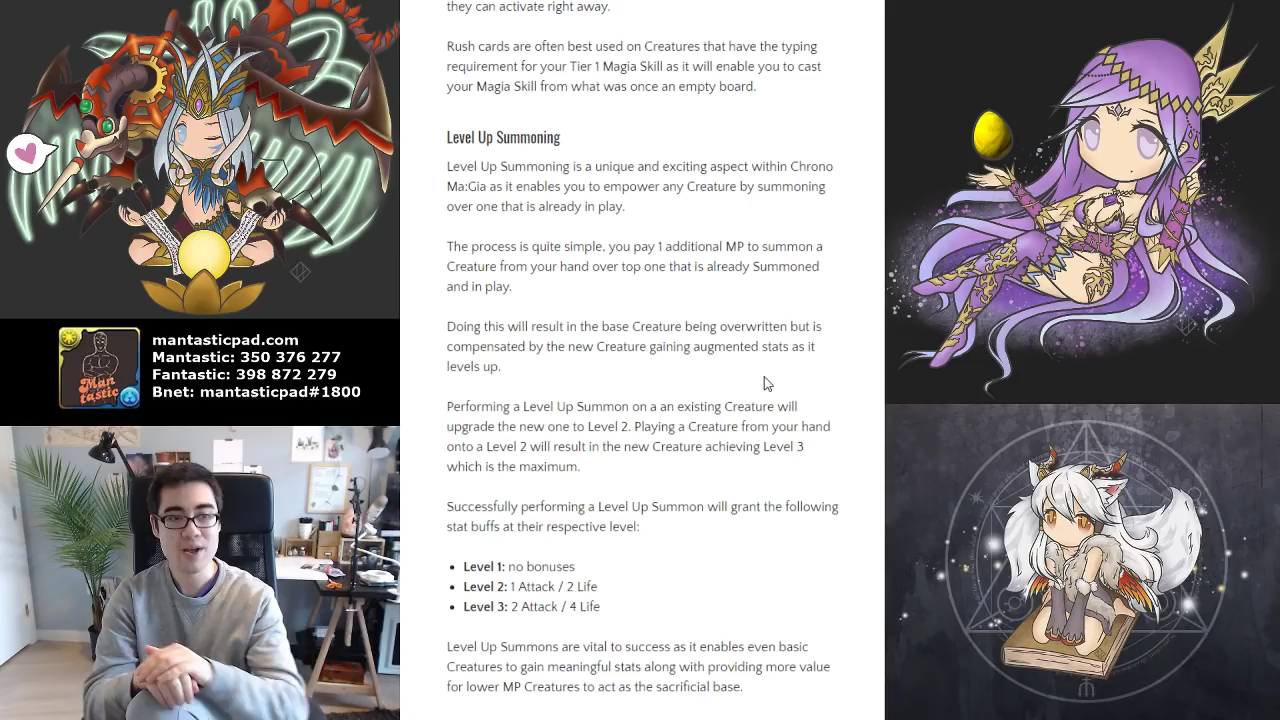 they can activate right away.
Rush cards are often best used on Creatures that have the typing
requirement for your Tier 1 Magia Skill as it will enable you to cast
your Magia Skill from what was once an empty board.
Level Up Summoning
Level Up Summoning is a unique and exciting aspect within Chrono
Ma:Gia as it enables you to empower any Creature by summoning
over one that is already in play.
The process is quite simple, you pay 1 additional MP to summon a
Creature from your hand over top one that is already Summoned
and in play.
Doing this will result in the base Creature being overwritten but is
compensated by the new Creature gaining augmented stats as it
levels up.
Performing a Level Up Summon on a an existing Creature will
upgrade the new one to Level 2. Playing a Creature from your hand
onto a Level 2 will result in the new Creature achieving Level 3
which is the maximum.
Successfully performing a Level Up Summon will grant the following
stat buffs at their respective level:
Level 1: no bonuses
Level 2: 1 Attack / 2 Life
Level 3: 2 Attack / 4 Life
Level Up Summons are vital to success as it enables even basic
Creatures to gain meaningful stats along with providing more value
for lower MP Creatures to act as the sacrificial base.
Man
tastic
mantasticpad.com
Mantastic: 350 376 277
Fantastic: 398 872 279
Bnet: mantasticpad#1800